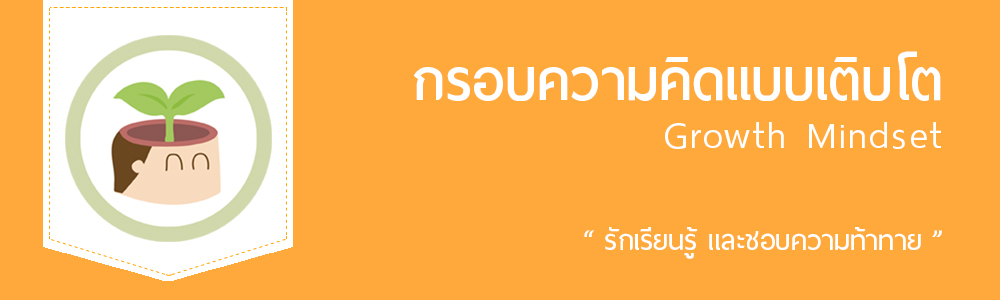 กรอบความคิดแบบเติบโต
Growth Mindset
“ รักเรียนรู้ และชอบความท้าทาย ”